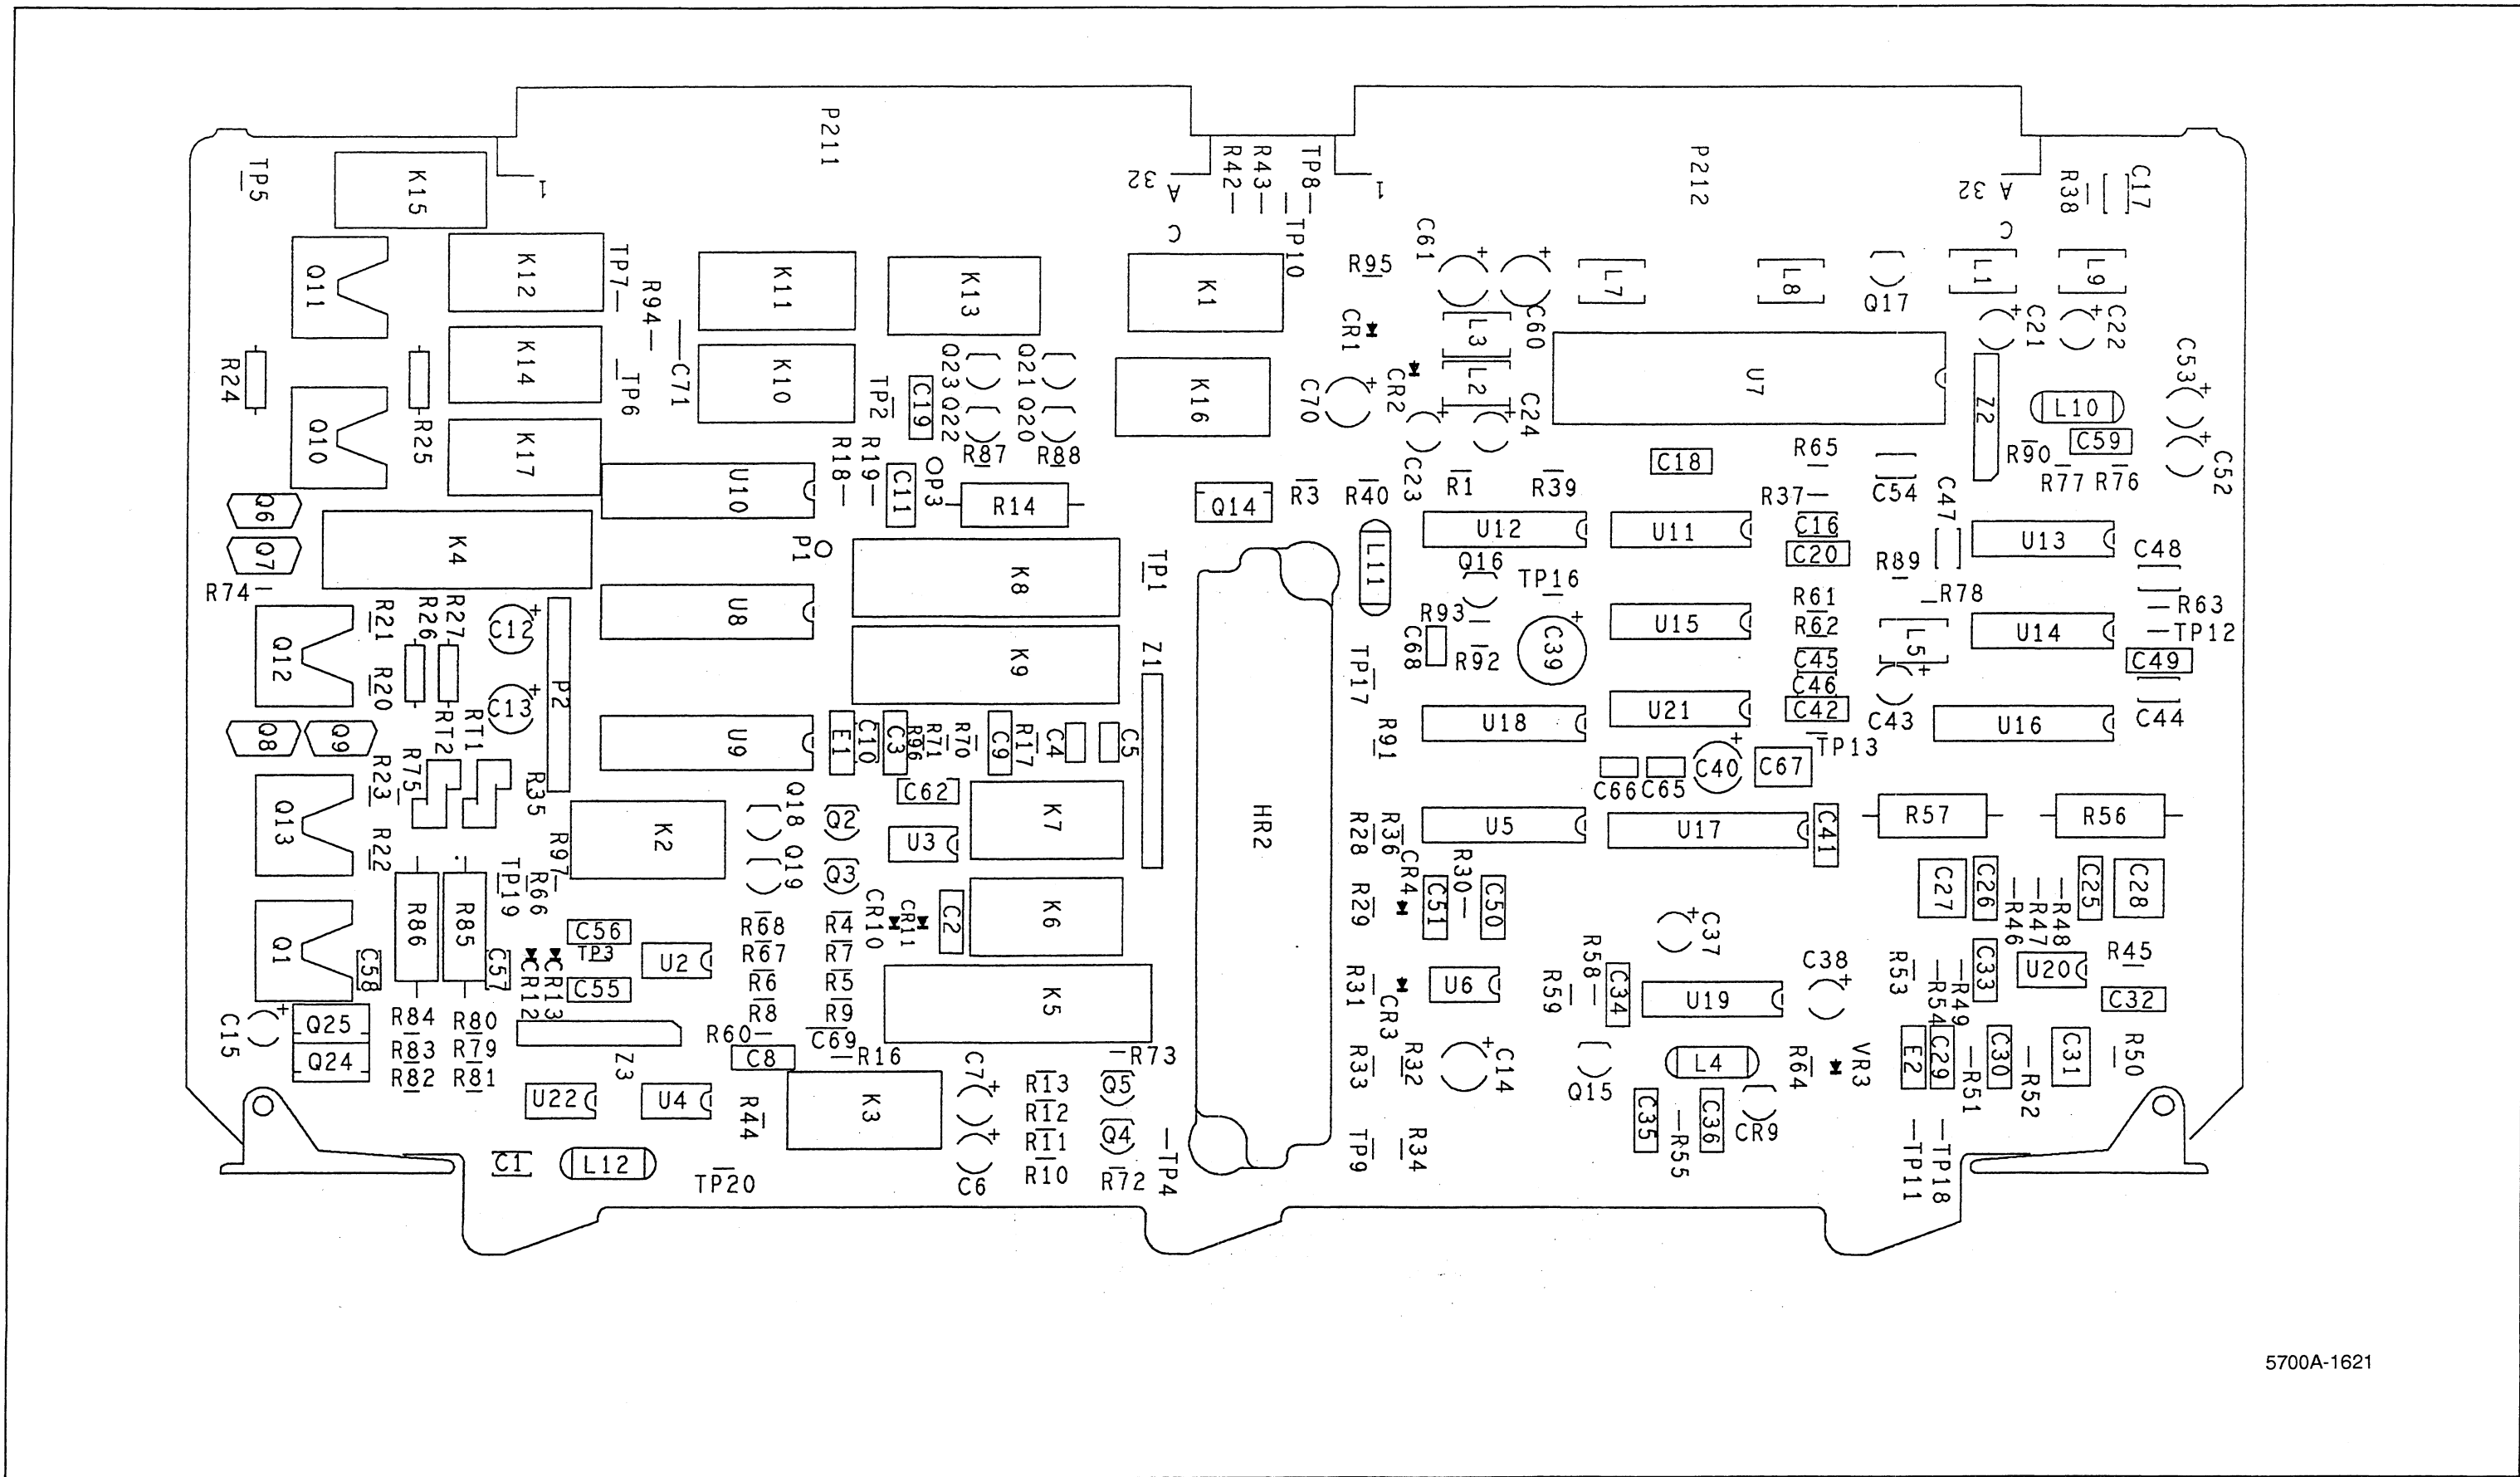 P211
P212
TP5
K15
1
32
A
C
R42
R43
TP8
TP10
1
32
A
C
R38
C17
Q11
K12
TP7
R94
K11
K13
K1
R95
C61
C60
L7
L8
Q17
L1
L9
CR1
L3
C21
C22
R24
R25
K14
TP6
C71
K10
TP2
C19
Q23
Q22
Q21
Q20
K16
C70
CR2
L2
C24
C23
U7
Z2
L10
C53
C52
C59
R90
R77
R76
Q10
K17
U10
R18
R19
C11
P3
R87
R88
R14
Q14
R3
R40
R1
R39
C18
R65
R37
C54
C47
Q6
Q7
R74
K4
P1
K8
TP1
L11
U12
U11
C16
C20
U13
C48
Q16
TP16
R89
R78
R63
TP12
Q12
R21
R20
R26
R27
C12
C13
P2
U8
K9
Z1
R93
C68
R92
C39
U15
R61
R62
C45
C46
C42
L5
C43
U14
C49
C44
TP17
Q8
Q9
RT2
RT1
R75
R23
R35
U9
E1
C10
C3
R96
R71
R70
C9
R17
C4
C5
R91
U18
U21
TP13
U16
C66
C65
C40
C67
Q13
R22
K2
R97
Q18
Q19
Q2
Q3
C62
U3
K7
HR2
R28
R36
U5
U17
C41
R57
R56
R86
R85
TP19
R66
CR10
CR11
C2
K6
R29
CR4
C51
R30
C50
C27
C26
R46
R47
R48
C25
C28
Q1
C58
C57
CR12
CR13
C56
TP3
C55
U2
R68
R67
R6
R8
R4
R7
R5
R9
K5
R31
CR3
U6
R59
R58
C34
C37
U19
C38
R53
R54
R49
C33
U20
R45
C32
C15
Q25
Q24
R84
R83
R82
R80
R79
R81
Z3
R60
C69
C8
R16
R73
R33
R32
C14
Q15
L4
R64
VR3
E2
C29
R51
C30
R52
C31
R50
U22
U4
R44
K3
C7
C6
R13
R12
R11
R10
Q5
Q4
R72
TP4
TP9
R34
C35
R55
C36
CR9
TP11
TP18
C1
L12
TP20
5700A-1621